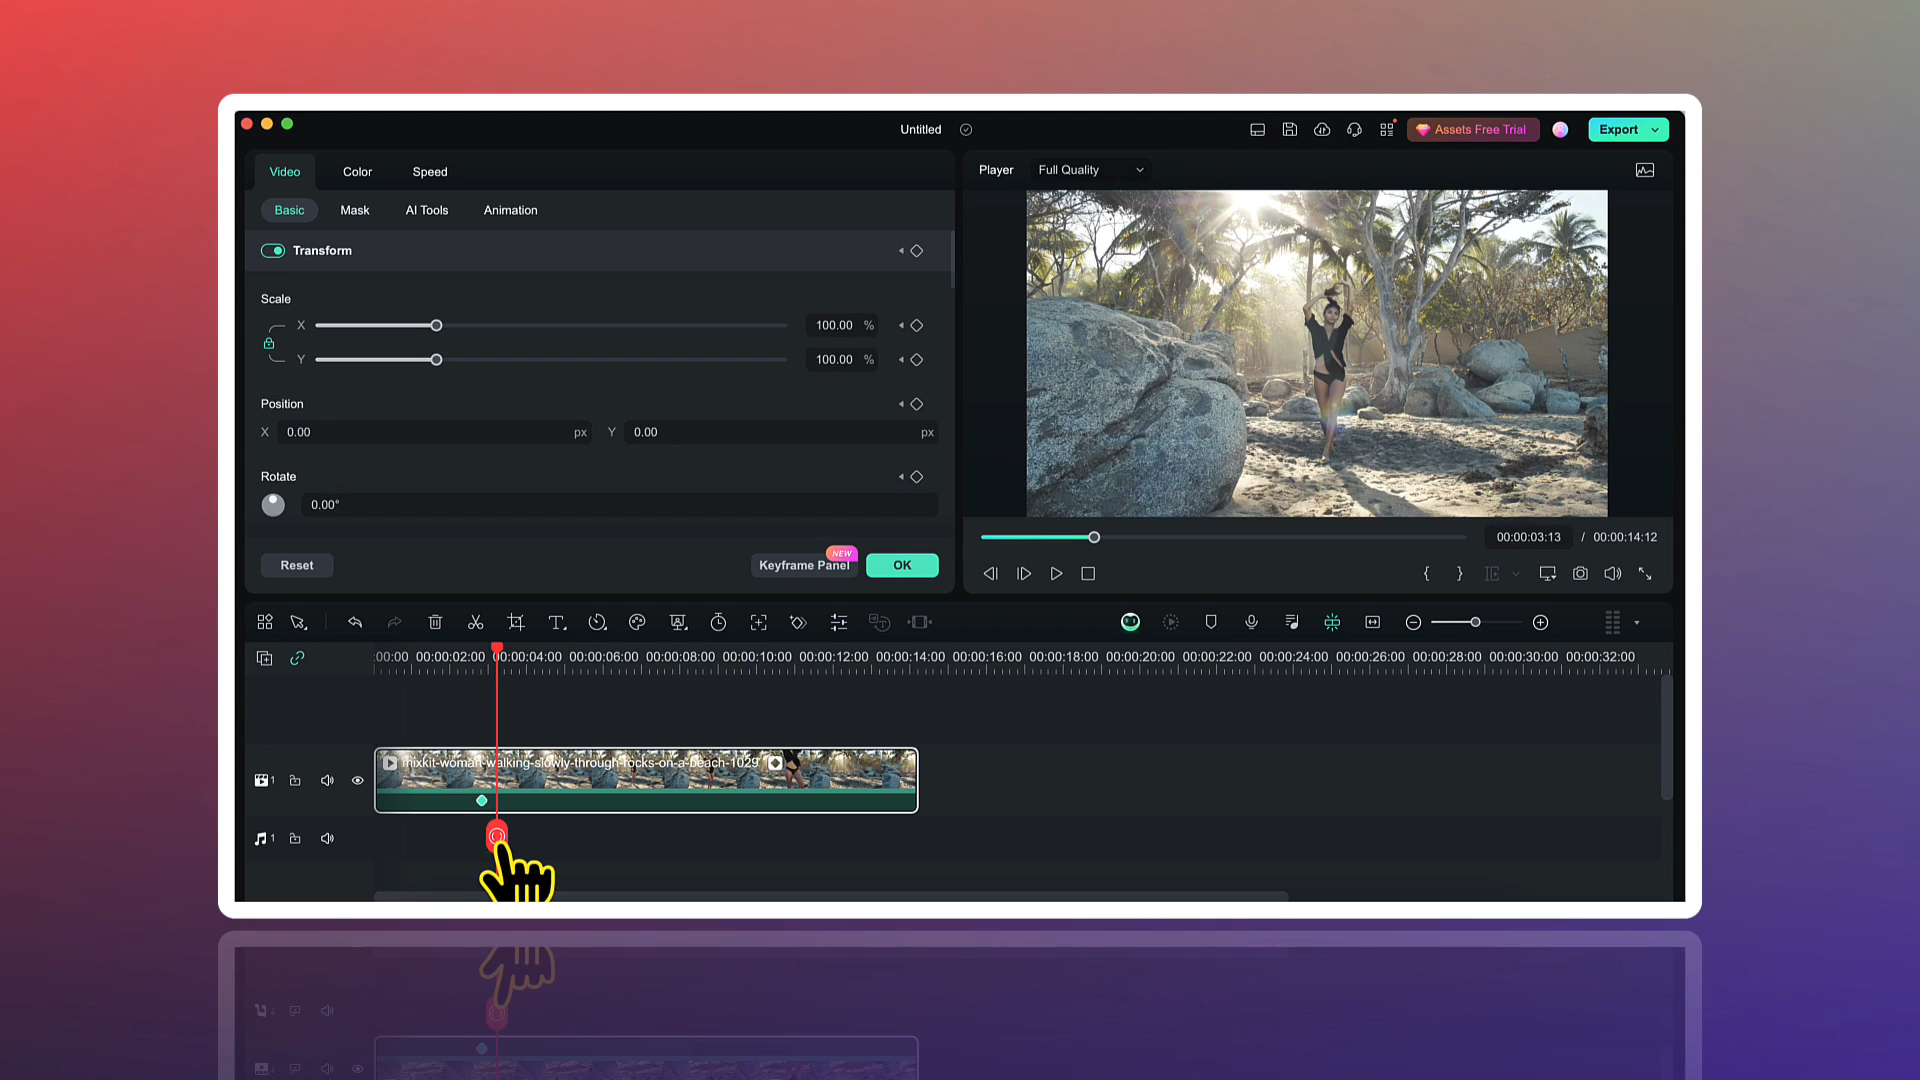 Untitled
Assets Free Trial
Export
Video Color Speed
Player Full Quality
Basic Mask AI Tools Animation
Transform
Scale
X 100.00 %
Y 100.00 %
Position
X 0.00 px Y 0.00 px
Rotate
0.00°
00:00:03:13 / 00:00:14:12
NEW
Reset Keyframe Panel OK
:00:00 00:00:02:00 00:00:04:00 00:00:06:00 00:00:08:00 00:00:10:00 00:00:12:00 00:00:14:00 00:00:16:00 00:00:18:00 00:00:20:00 00:00:22:00 00:00:24:00 00:00:26:00 00:00:28:00 00:00:30:00 00:00:32:00
mixkit-woman-walking-slowly-through-rocks-on-a-beach-1029
1
1